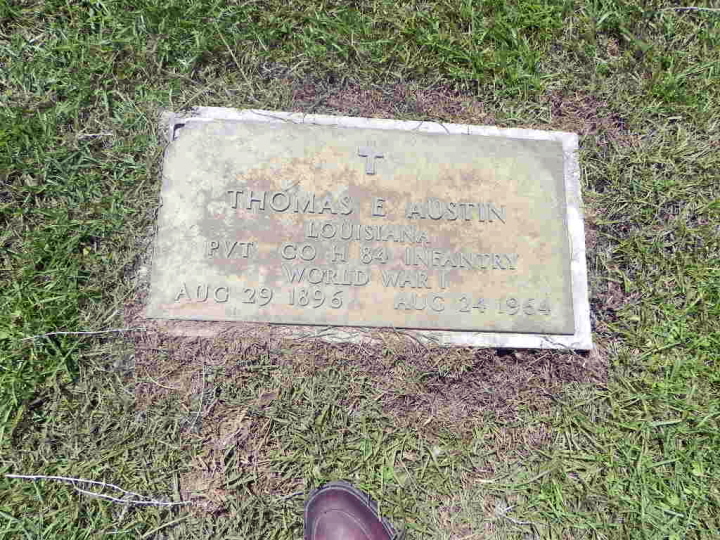 THOMAS E AUSTIN
LOUISIANA
PVT CO H 84 INFANTRY
WORLD WAR I
AUG 29 1896 AUG 24 1964